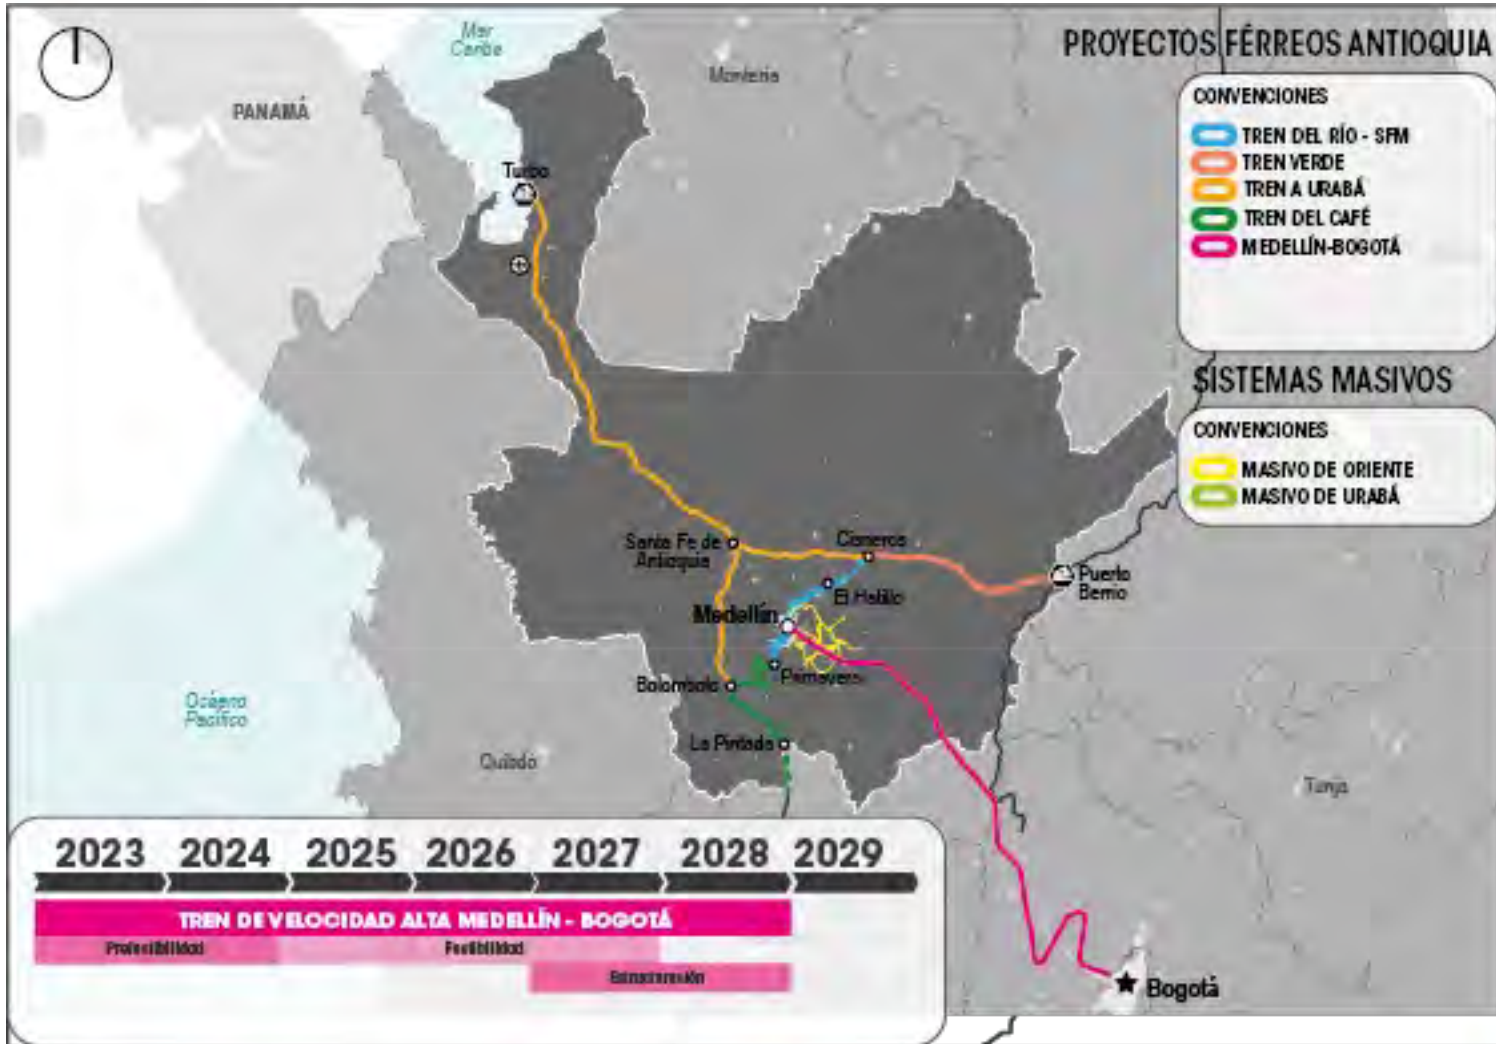 Mar
Caribe
PROYECTOS FÉRREOS ANTIOQUIA
Montería
CONVENCIONES
PANAMÁ
TREN DEL RÍO - SFM
TREN VERDE
Turbo
TREN A URABÁ
TREN DEL CAFÉ
MEDELLÍN-BOGOTÁ
SISTEMAS MASIVOS
CONVENCIONES
MASIVO DE ORIENTE
MASIVO DE URABÁ
Santa Fe de
Antioquia
Cisneros
Puerto
Berrio
El Hatillo
Medellín
Primavera
Bolombolo
Océano
Pacífico
La Pintada
Quibdó
Tunja
2023 2024 2025 2026 2027 2028 2029
TREN DE VELOCIDAD ALTA MEDELLÍN - BOGOTÁ
Prefactibilidad
Factibilidad
Estructuración
Bogotá